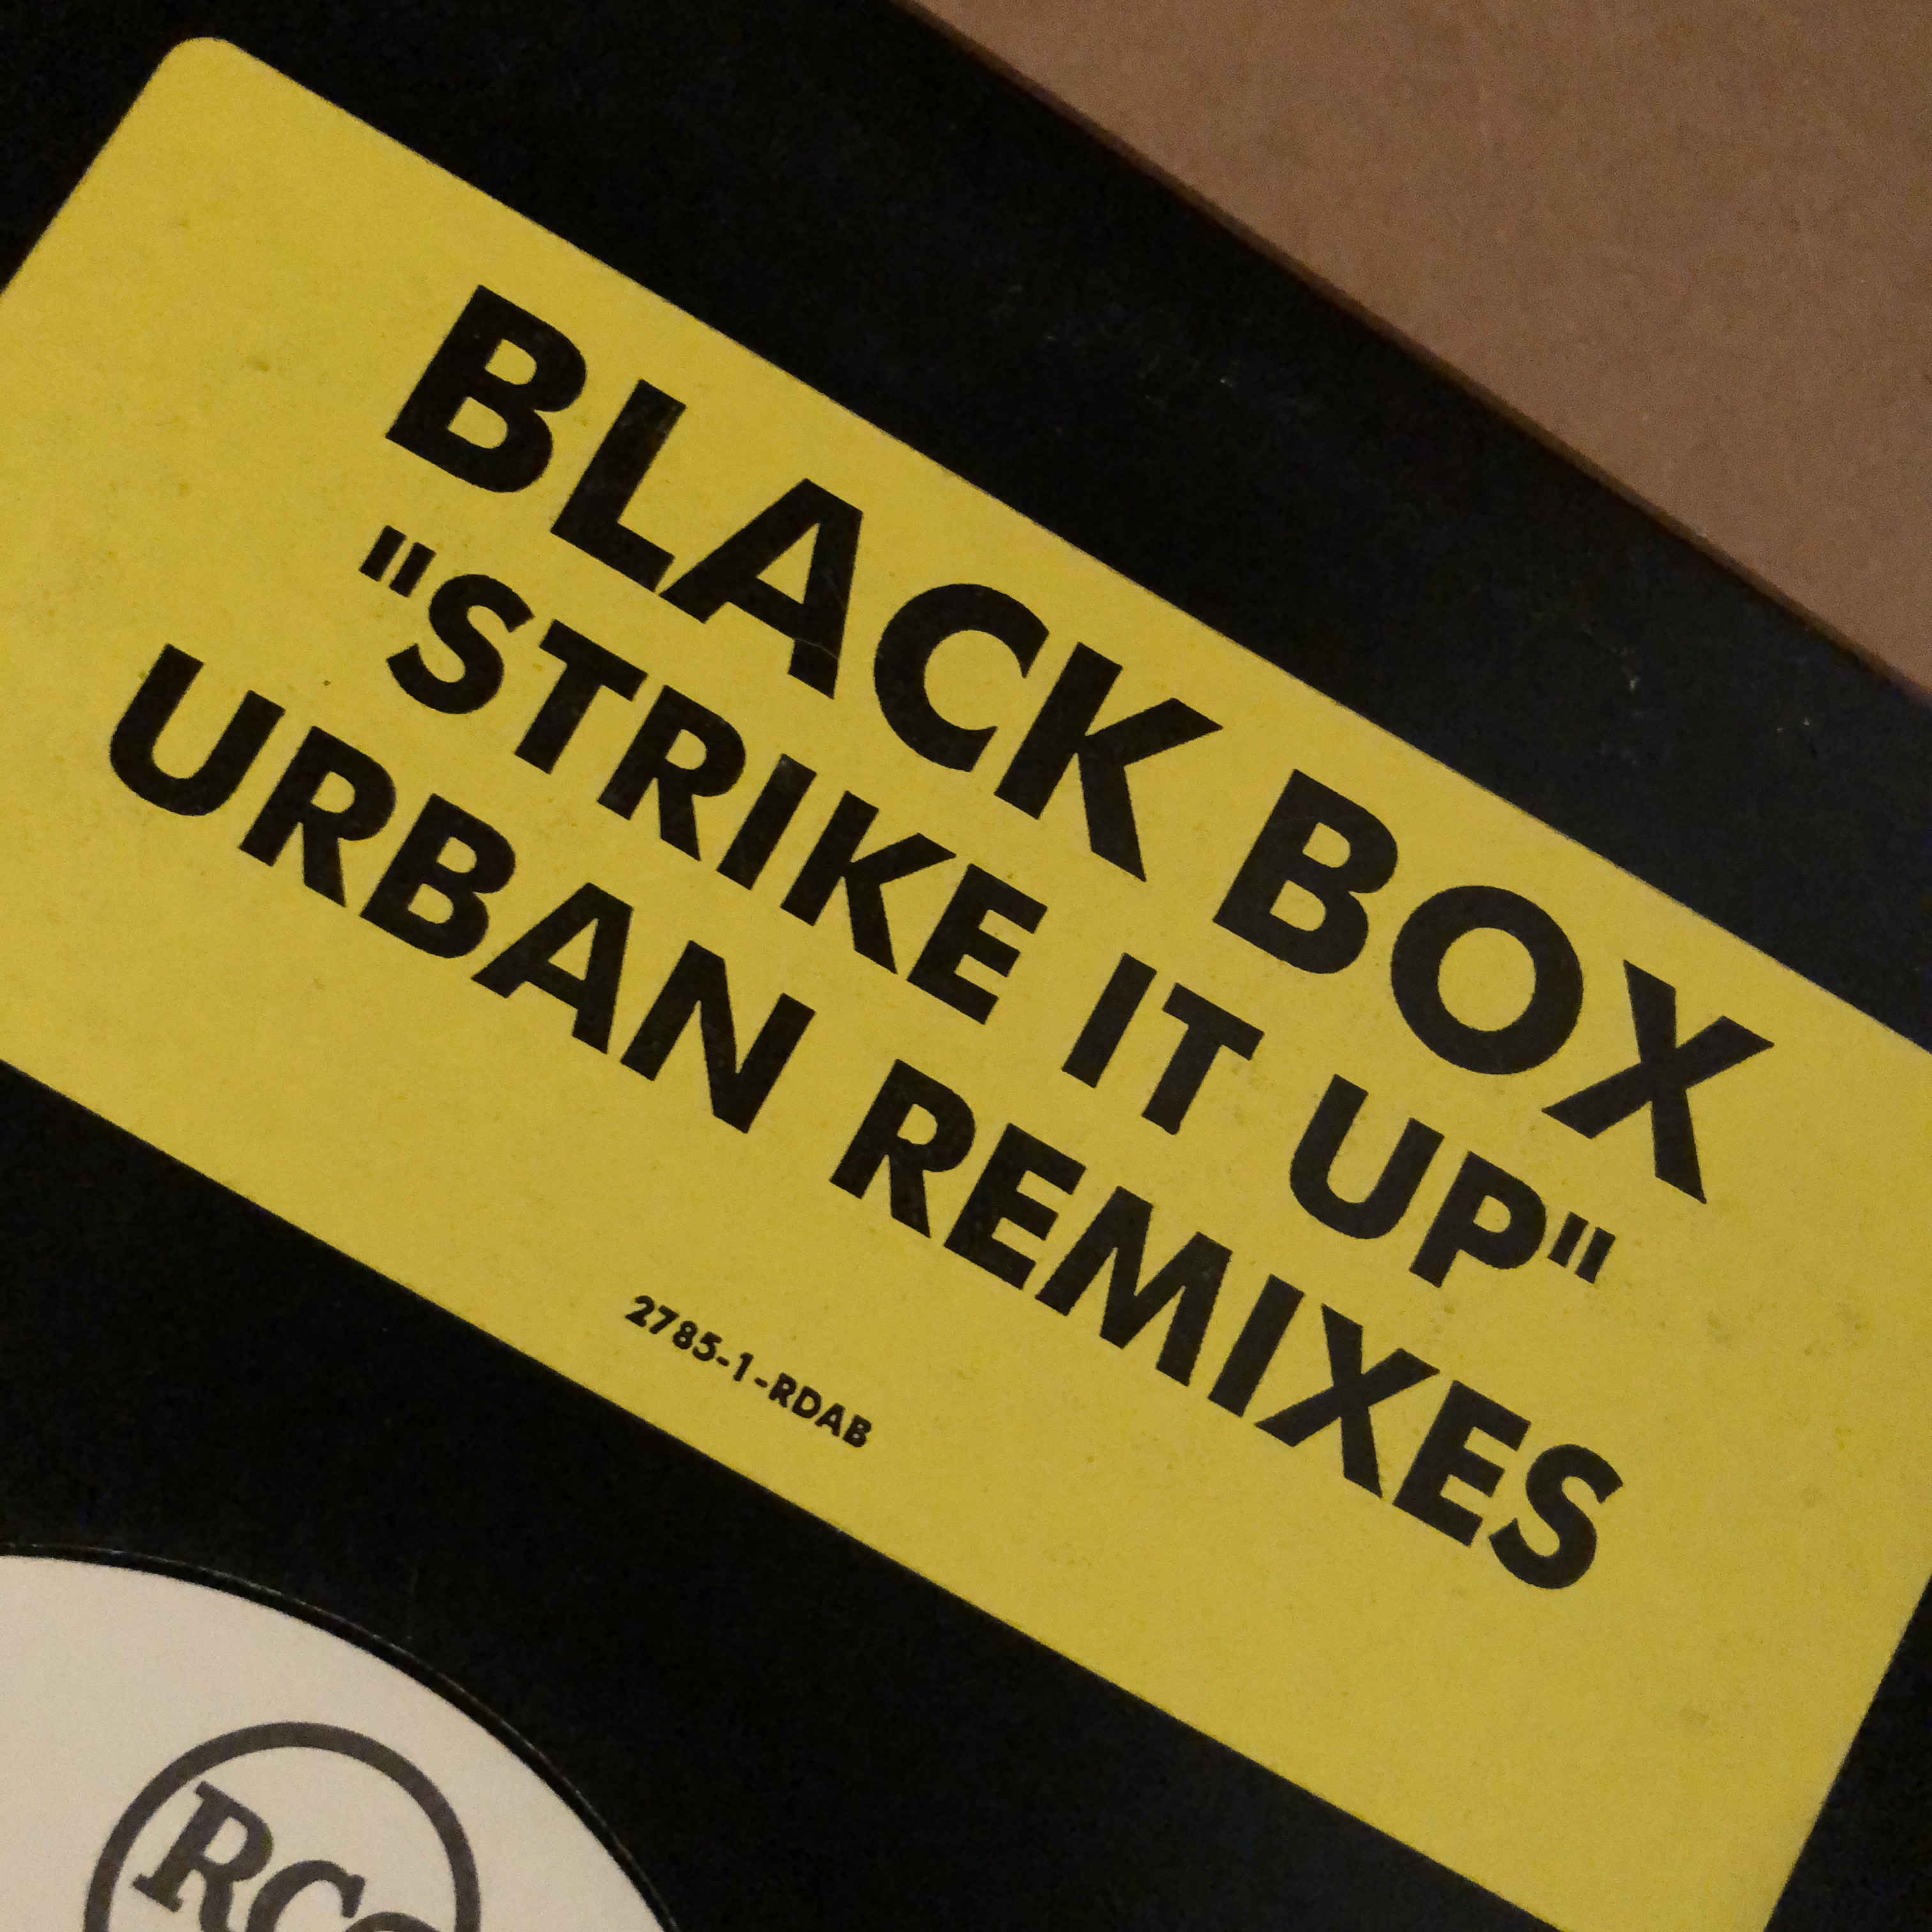 BLACK BOX
"STRIKE IT UP"
URBAN REMIXES
2785-1-RDAB